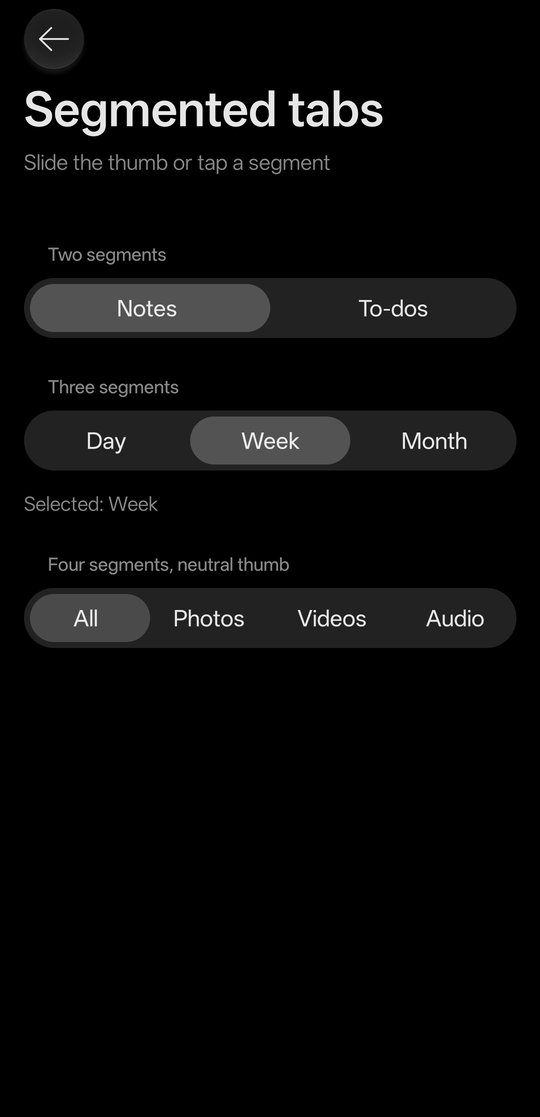 Segmented tabs
Slide the thumb or tap a segment
Two segments
Notes To-dos
Three segments
Day Week Month
Selected: Week
Four segments, neutral thumb
All Photos Videos Audio